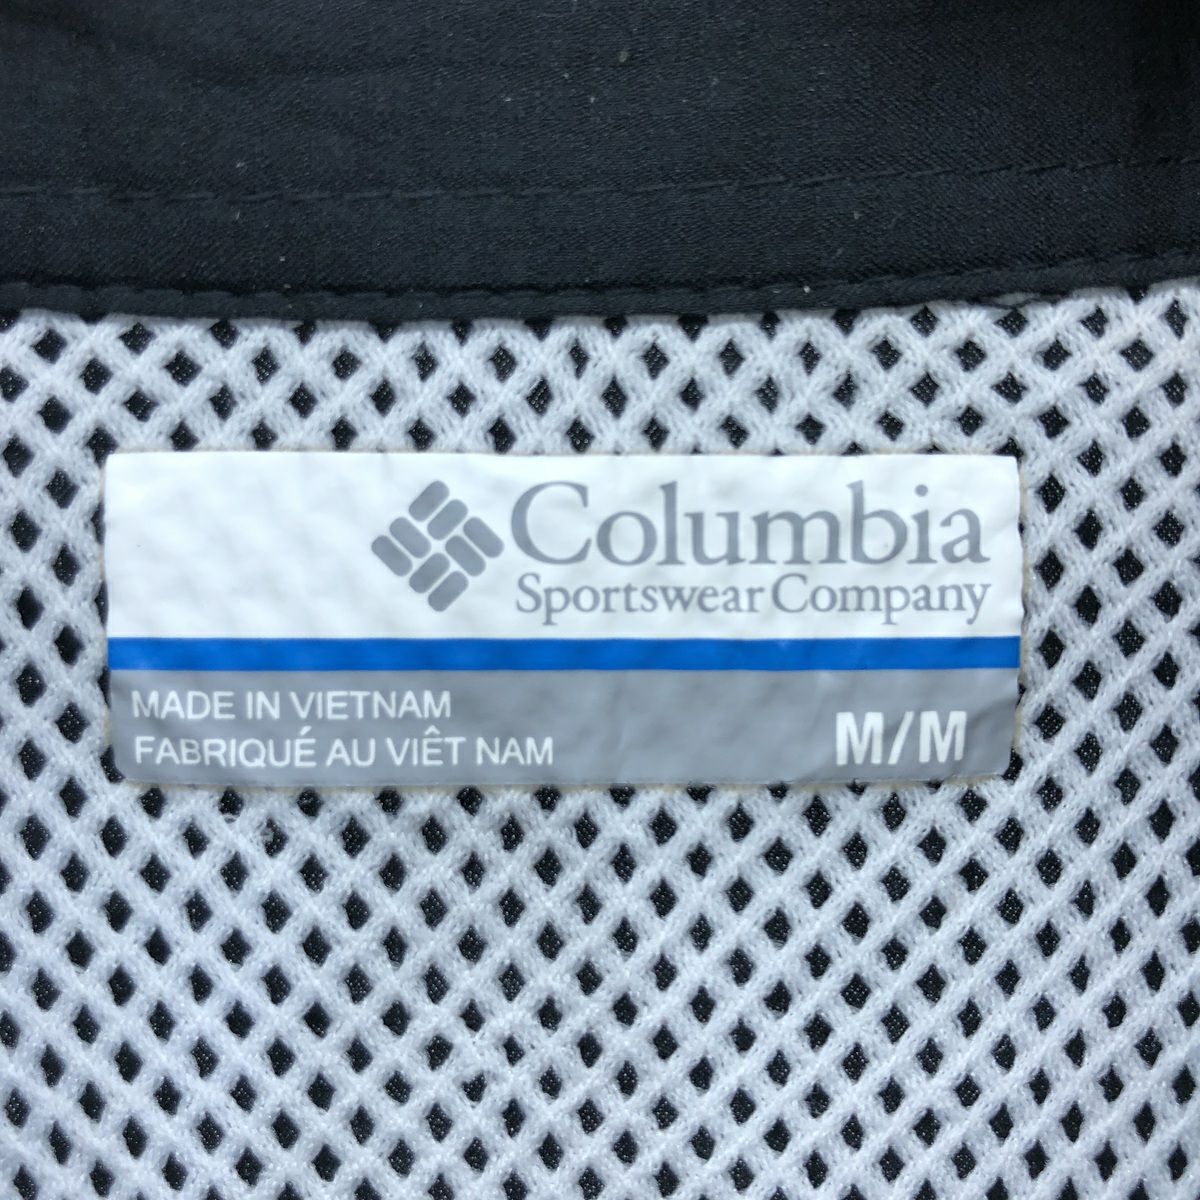 Columbia
Sportswear Company
MADE IN VIETNAM
FABRIQUÉ AU VIÊT NAM
M/M